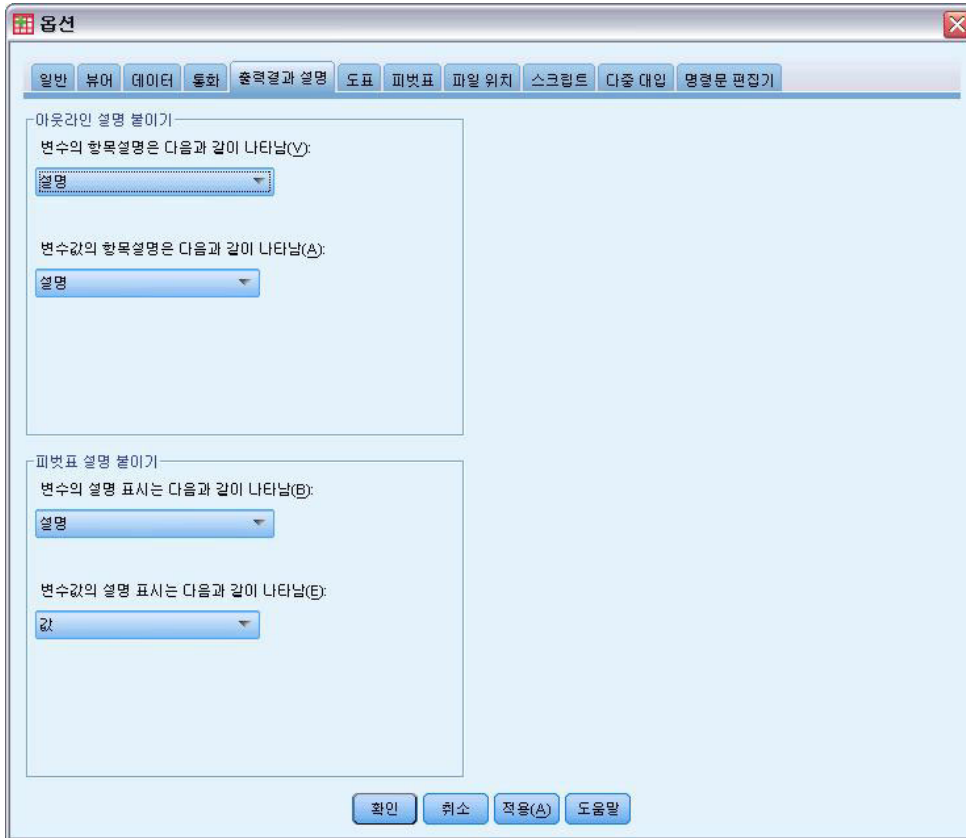 옵션
일반 뷰어 데이터 통화 출력결과 설명 도표 피벗표 파일 위치 스크립트 다중 대입 명령문 편집기
아웃라인 설명 붙이기
변수의 항목설명은 다음과 같이 나타남(V):
설명
변수값의 항목설명은 다음과 같이 나타남(A):
설명
피벗표 설명 붙이기
변수의 설명 표시는 다음과 같이 나타남(B):
설명
변수값의 설명 표시는 다음과 같이 나타남(E):
값
확인 취소 적용(A) 도움말